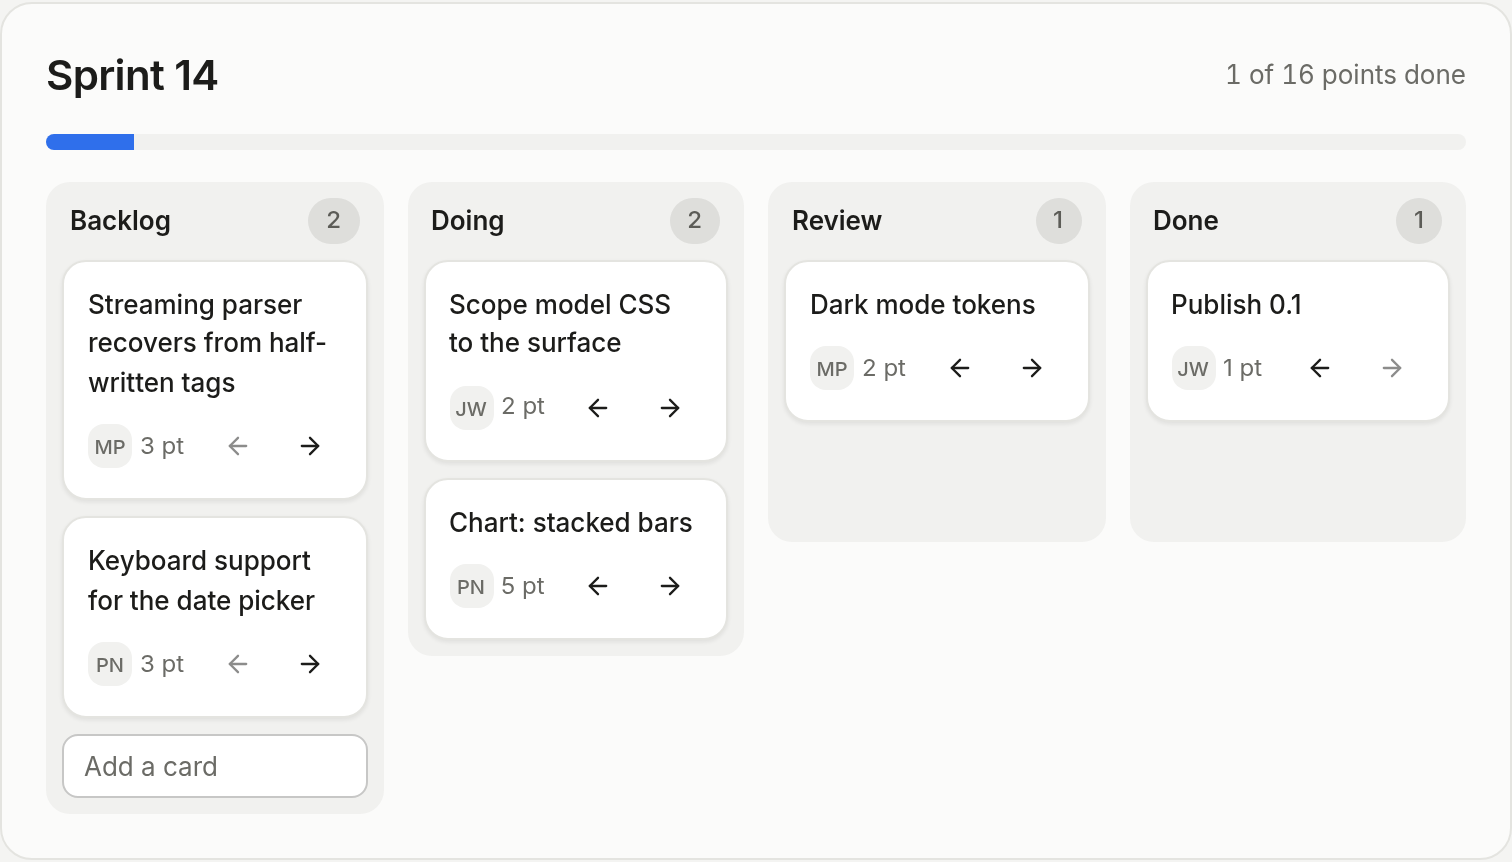 Sprint 14
1 of 16 points done
Backlog
2
Streaming parser
recovers from half-
written tags
MP
3 pt
←
→
Keyboard support
for the date picker
PN
3 pt
←
→
Add a card
Doing
2
Scope model CSS
to the surface
JW
2 pt
←
→
Chart: stacked bars
PN
5 pt
←
→
Review
1
Dark mode tokens
MP
2 pt
←
→
Done
1
Publish 0.1
JW
1 pt
←
→